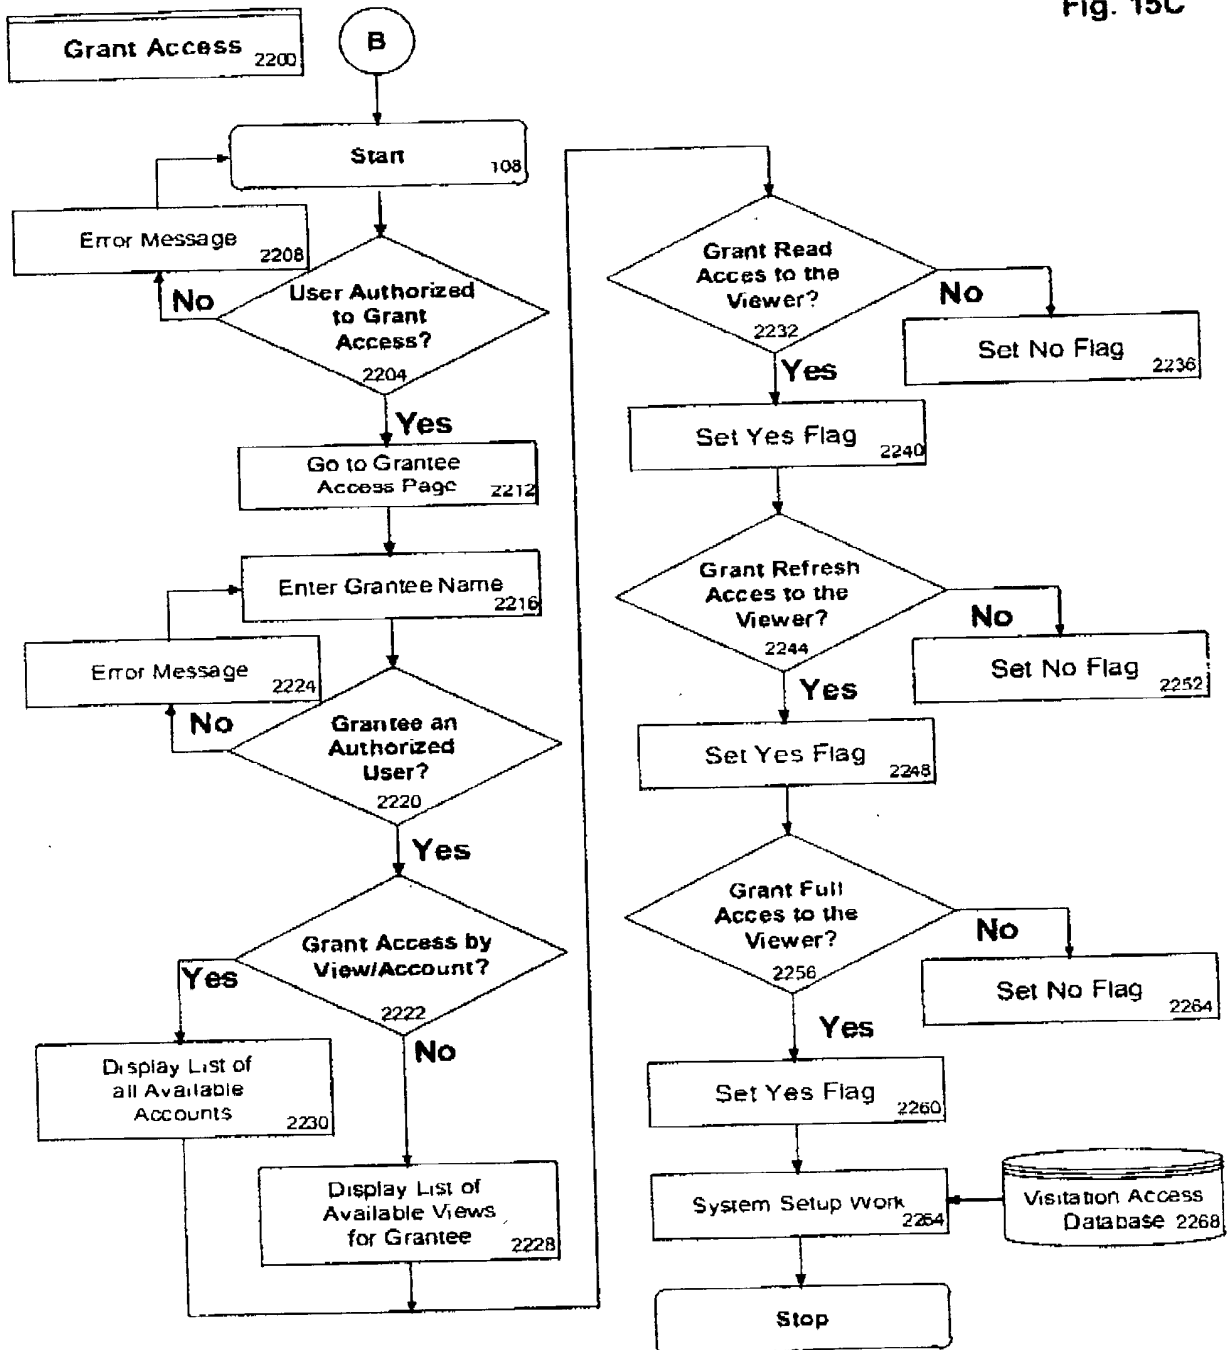 Fig. 15C
Grant Access
2200
B
Start
108
Error Message
2208
No
User Authorized
to Grant
Access?
2204
Yes
Go to Grantee
Access Page
2212
Enter Grantee Name
2216
Error Message
2224
No
Grantee an
Authorized
User?
2220
Yes
Grant Access by
View/Account?
2222
Yes
No
Display List of
all Available
Accounts
2230
Display List of
Available Views
for Grantee
2228
Grant Read
Acces to the
Viewer?
2232
No
Set No Flag
2236
Yes
Set Yes Flag
2240
Grant Refresh
Acces to the
Viewer?
2244
No
Set No Flag
2252
Yes
Set Yes Flag
2248
Grant Full
Acces to the
Viewer?
2256
No
Set No Flag
2264
Yes
Set Yes Flag
2260
System Setup Work
2264
Visitation Access
Database 2268
Stop